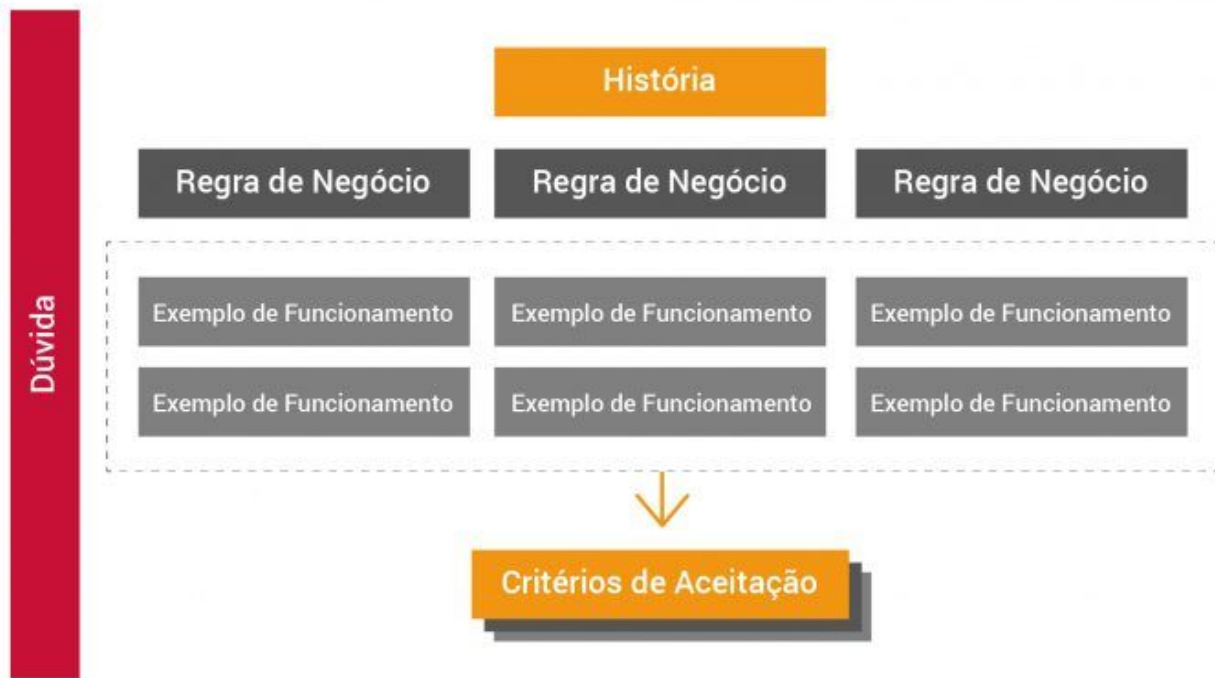 Dúvida
História
Regra de Negócio
Regra de Negócio
Regra de Negócio
Exemplo de Funcionamento
Exemplo de Funcionamento
Exemplo de Funcionamento
Exemplo de Funcionamento
Exemplo de Funcionamento
Exemplo de Funcionamento
Critérios de Aceitação